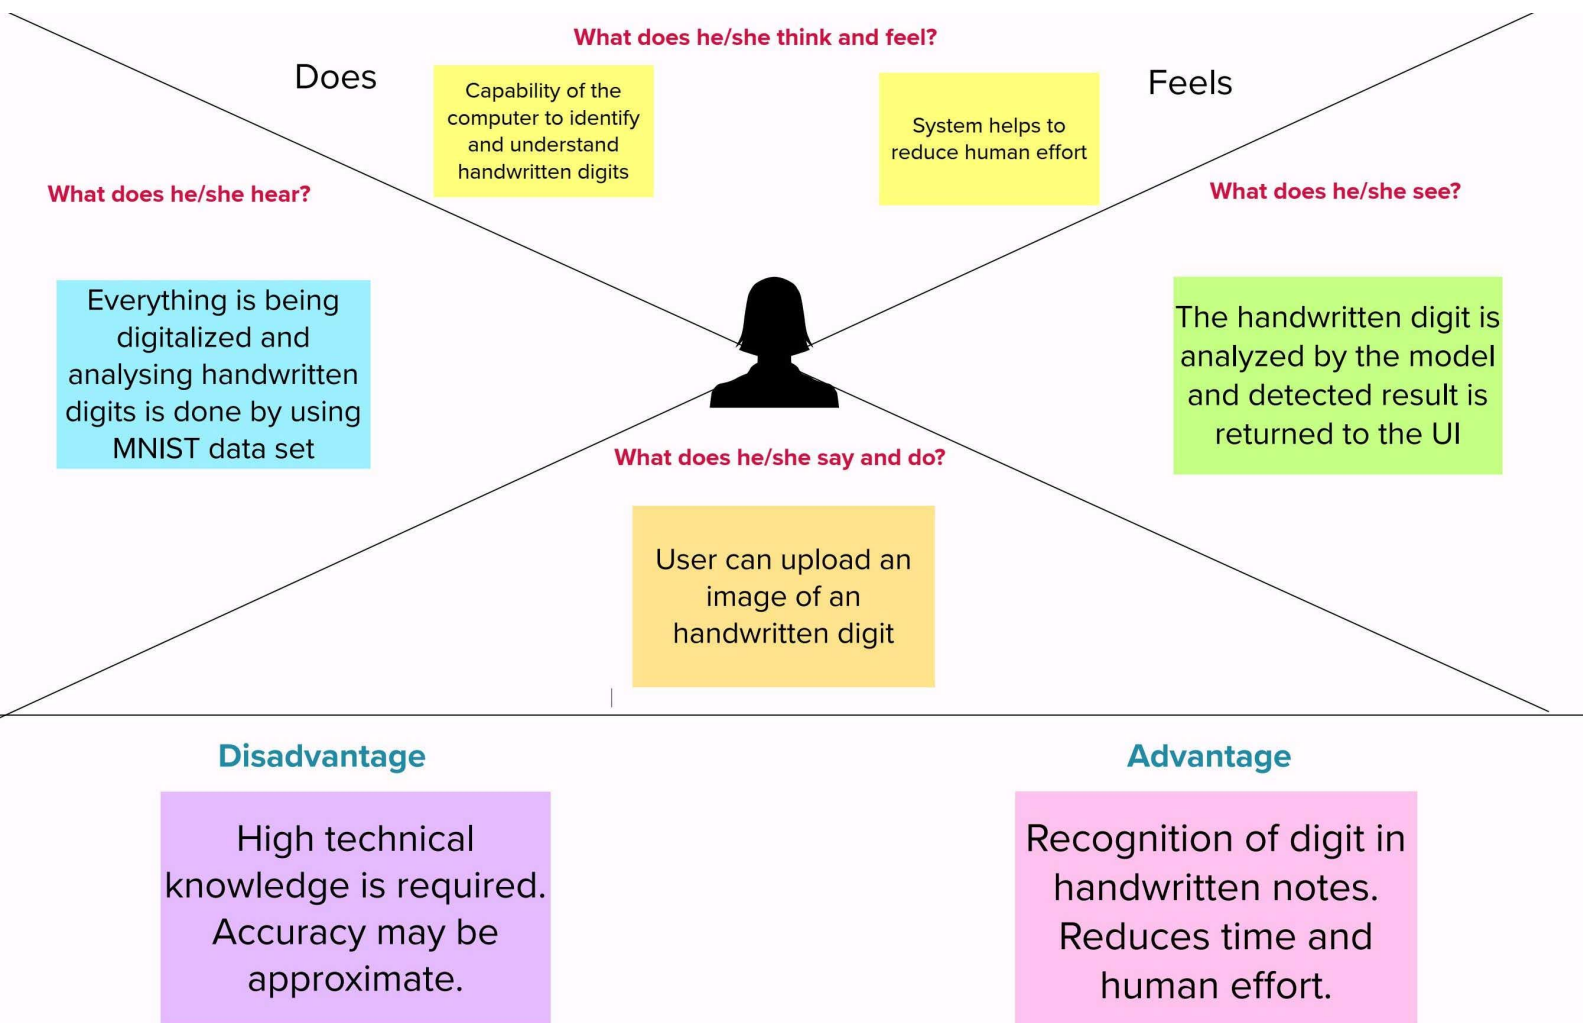 What does he/she think and feel?
Does
Capability of the
computer to identify
and understand
handwritten digits
System helps to
reduce human effort
Feels
What does he/she hear?
Everything is being
digitalized and
analysing handwritten
digits is done by using
MNIST data set
What does he/she see?
The handwritten digit is
analyzed by the model
and detected result is
returned to the UI
What does he/she say and do?
User can upload an
image of an
handwritten digit
Disadvantage
High technical
knowledge is required.
Accuracy may be
approximate.
Advantage
Recognition of digit in
handwritten notes.
Reduces time and
human effort.